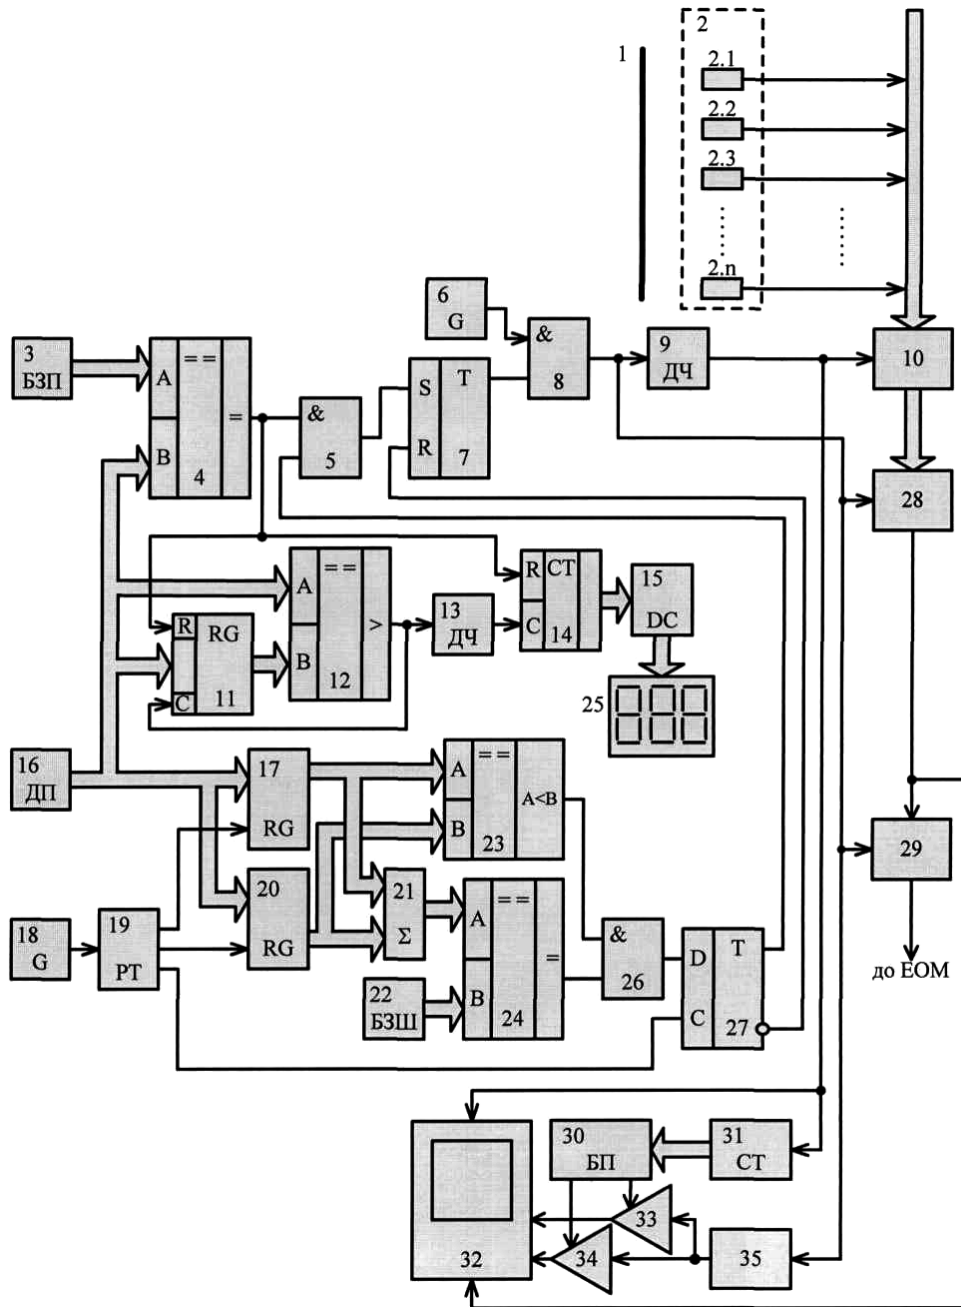 2
1
2.1
2.2
2.3
2.n
6
G
&
8
9
ДЧ
10
3
БЗП
A
B
==
=
4
&
5
S
R
T
7
28
A
B
==
>
12
R
C
RG
11
13
ДЧ
R
C
CT
14
15
DC
25
16
ДП
17
RG
A
B
==
A<B
23
29
до ЕОМ
20
RG
21
Σ
18
G
19
РТ
22
БЗШ
A
B
==
=
24
&
26
D
C
T
27
30
БП
31
СТ
32
33
34
35